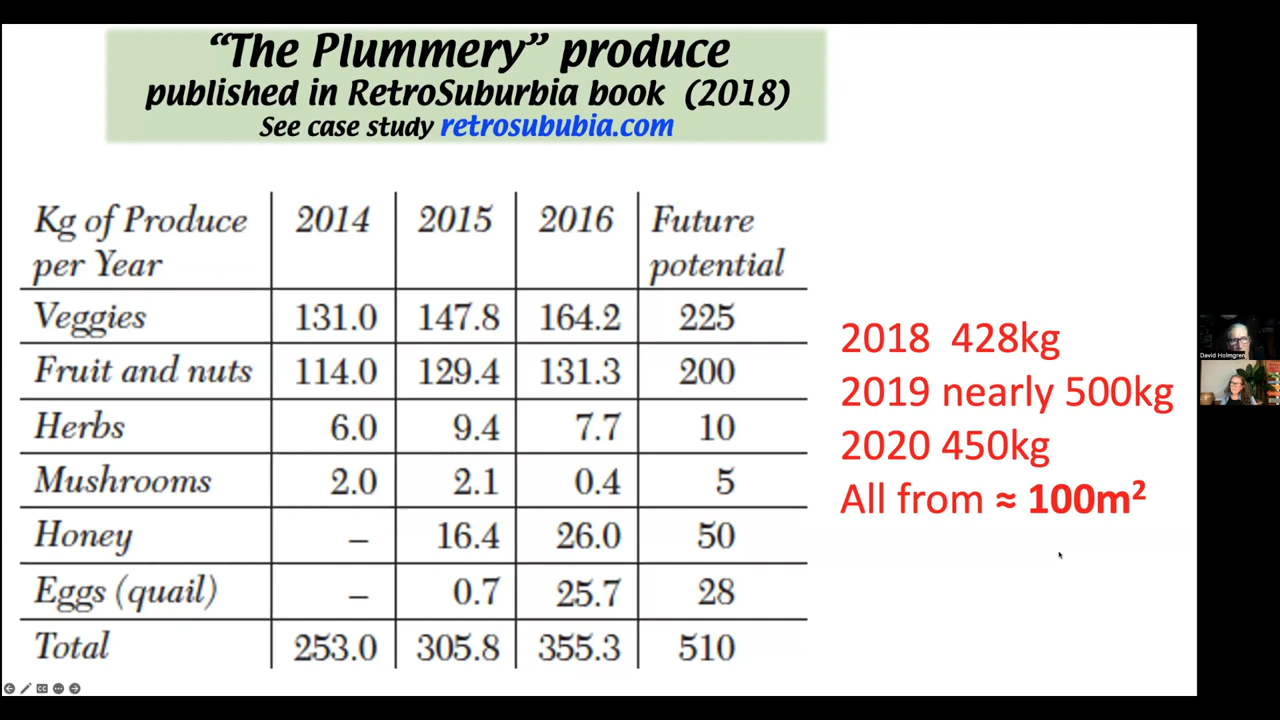 “The Plummery” produce
published in RetroSuburbia book (2018)
See case study retrosububia.com
Kg of Produce per Year 2014 2015 2016 Future potential
Veggies 131.0 147.8 164.2 225
Fruit and nuts 114.0 129.4 131.3 200
Herbs 6.0 9.4 7.7 10
Mushrooms 2.0 2.1 0.4 5
Honey – 16.4 26.0 50
Eggs (quail) – 0.7 25.7 28
Total 253.0 305.8 355.3 510
2018 428kg
2019 nearly 500kg
2020 450kg
All from ≈ 100m²
David Holmgren